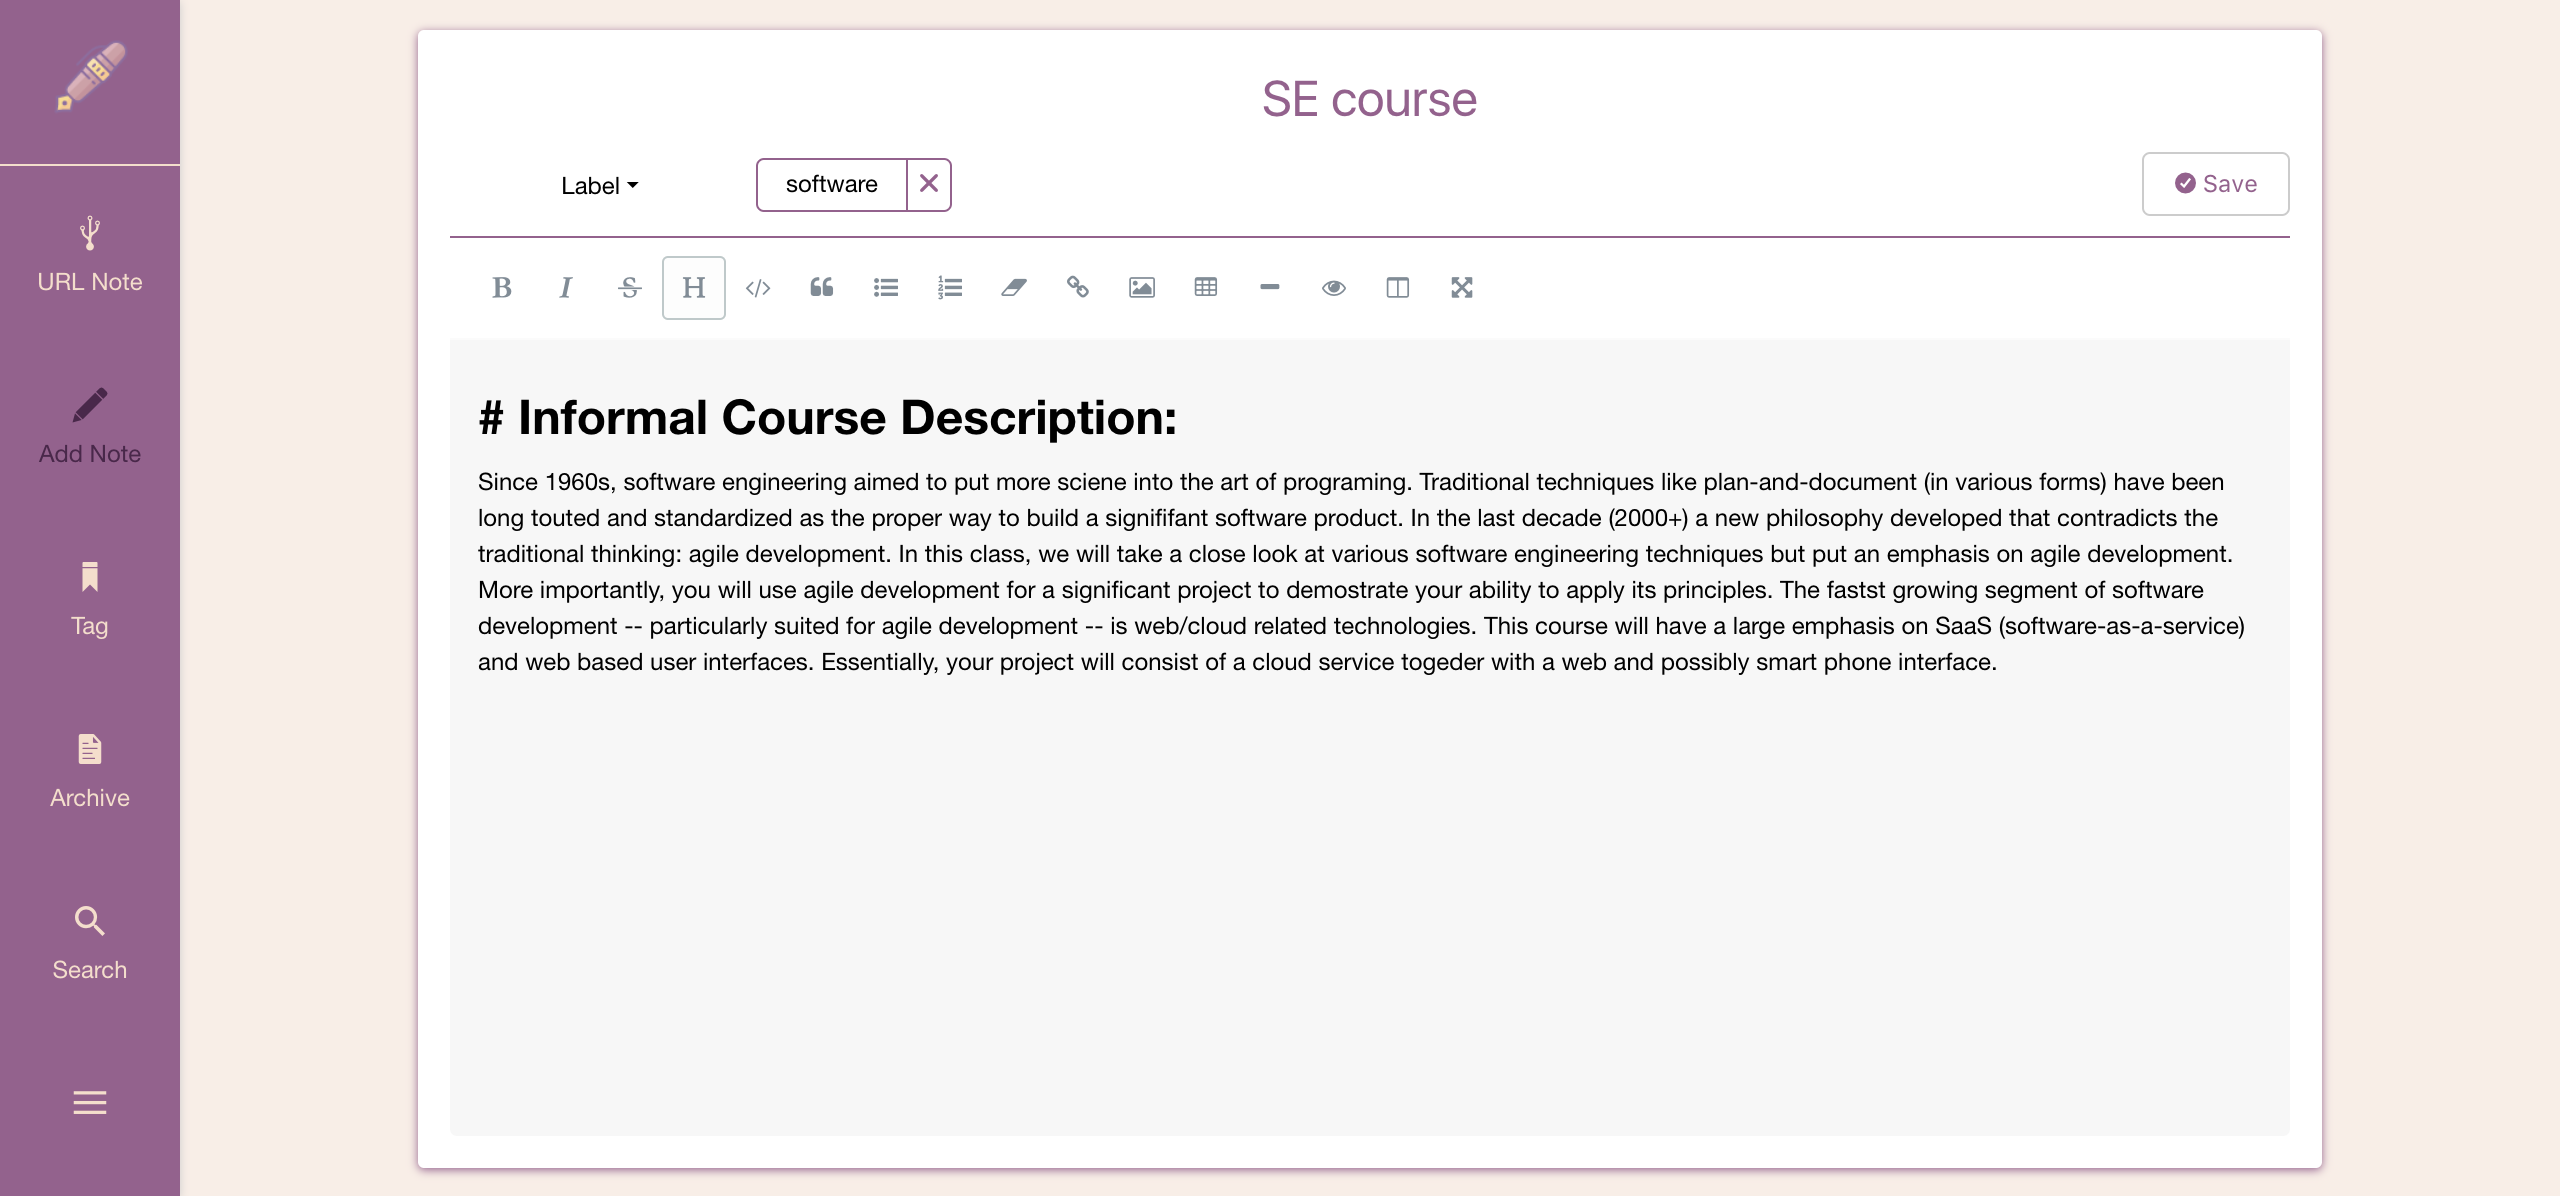 SE course
Label
software
Save
URL Note
Add Note
Tag
Archive
Search
# Informal Course Description:
Since 1960s, software engineering aimed to put more sciene into the art of programing. Traditional techniques like plan-and-document (in various forms) have been
long touted and standardized as the proper way to build a signififant software product. In the last decade (2000+) a new philosophy developed that contradicts the
traditional thinking: agile development. In this class, we will take a close look at various software engineering techniques but put an emphasis on agile development.
More importantly, you will use agile development for a significant project to demostrate your ability to apply its principles. The fastst growing segment of software
development -- particularly suited for agile development -- is web/cloud related technologies. This course will have a large emphasis on SaaS (software-as-a-service)
and web based user interfaces. Essentially, your project will consist of a cloud service togeder with a web and possibly smart phone interface.